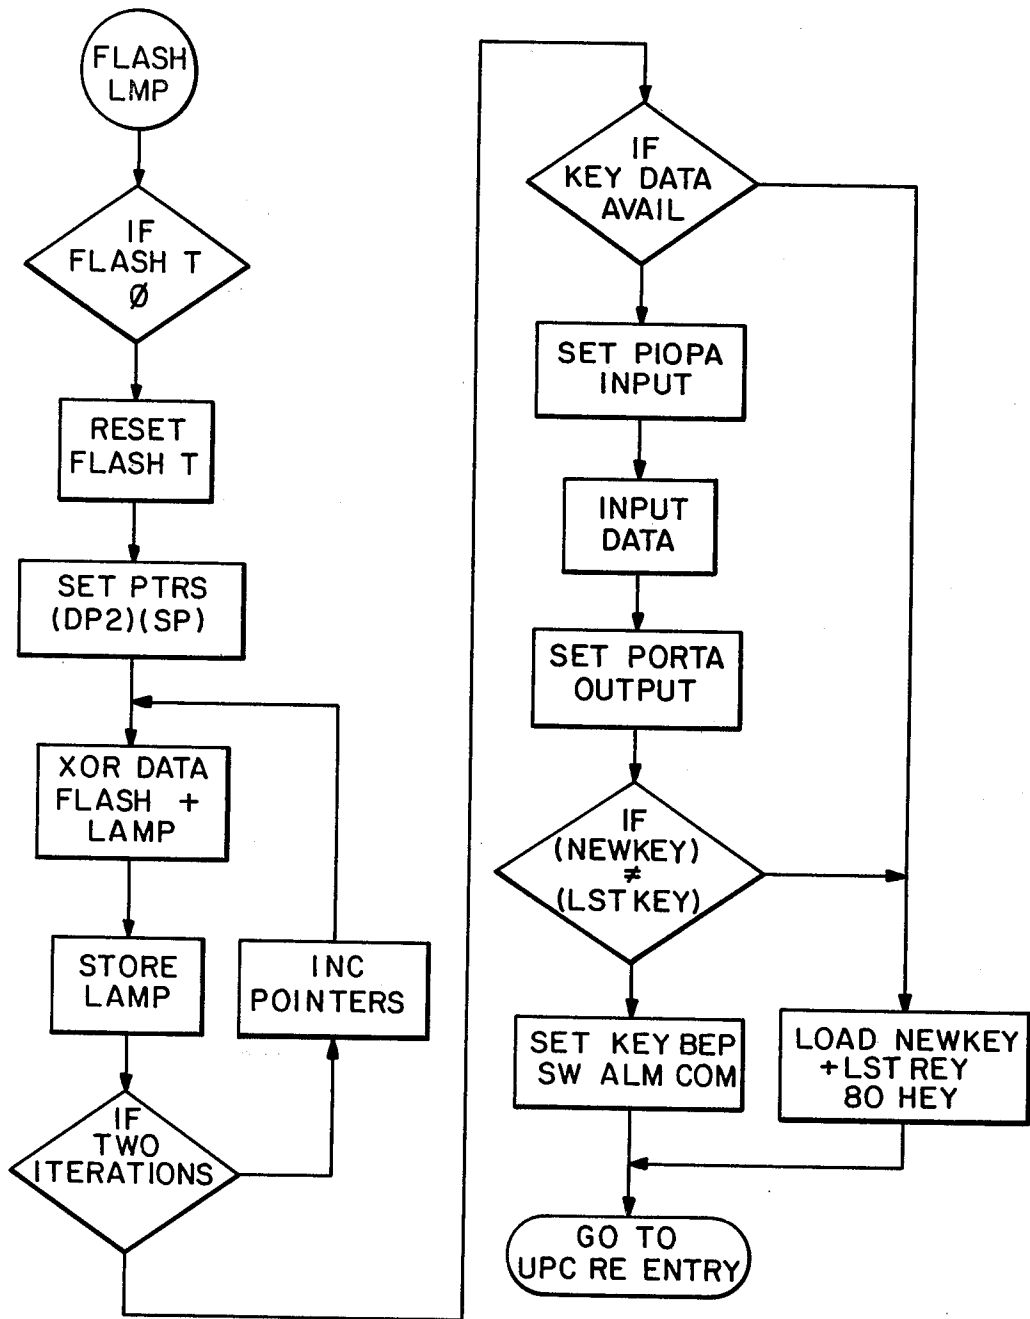 FLASH
LMP
IF
FLASH T
Ø
RESET
FLASH T
SET PTRS
(DP2)(SP)
XOR DATA
FLASH +
LAMP
STORE
LAMP
INC
POINTERS
IF
TWO
ITERATIONS
IF
KEY DATA
AVAIL
SET PIOPA
INPUT
INPUT
DATA
SET PORTA
OUTPUT
IF
(NEWKEY)
≠
(LST KEY)
SET KEY BEP
SW ALM COM
LOAD NEWKEY
+LST REY
80 HEY
GO TO
UPC RE ENTRY